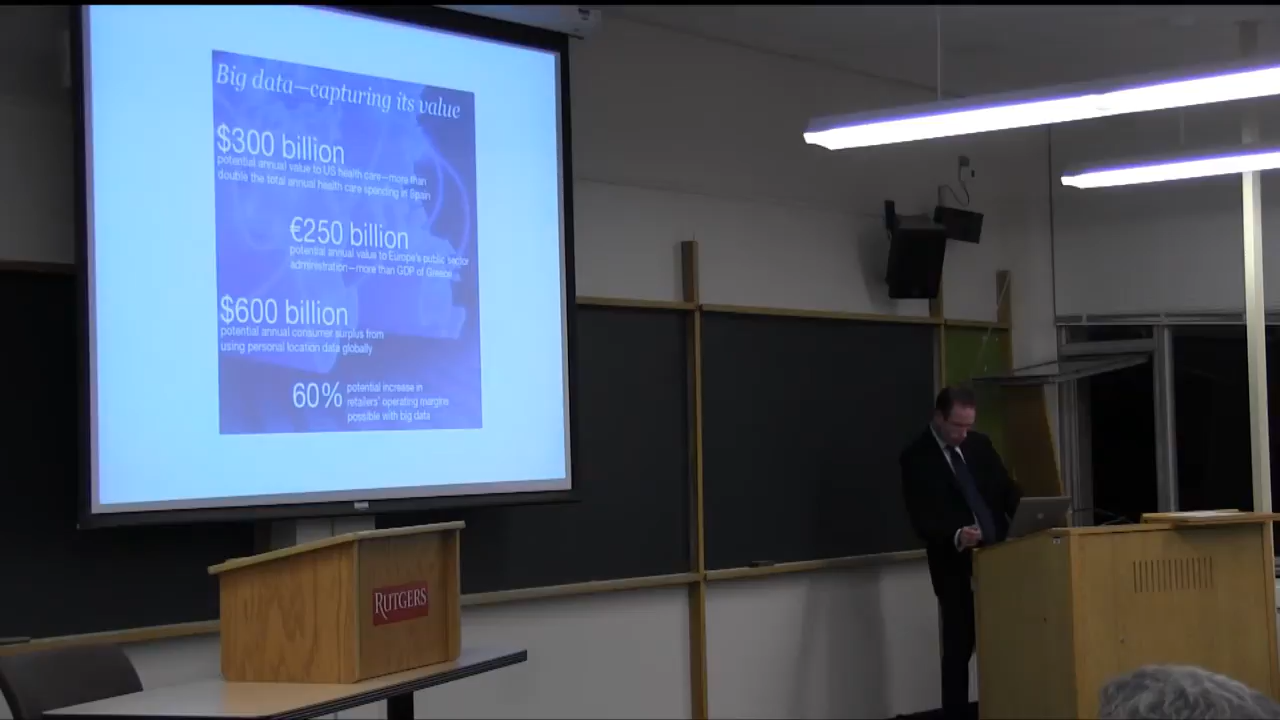 Big data—capturing its value
$300 billion
potential annual value to US health care—more than
double the total annual health care spending in Spain
€250 billion
potential annual value to Europe's public sector
administration—more than GDP of Greece
$600 billion
potential annual consumer surplus from
using personal location data globally
60%
potential increase in
retailers' operating margins
possible with big data
RUTGERS